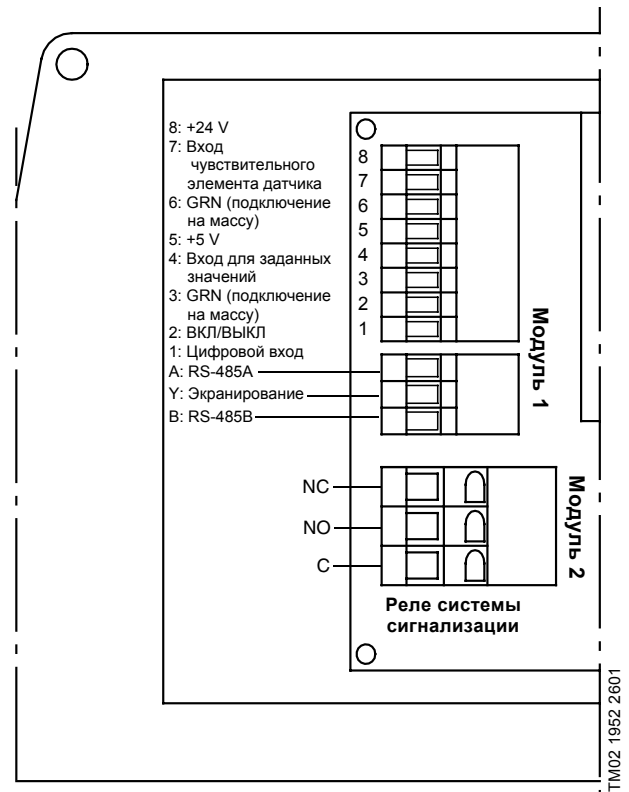 8: +24 V
7: Вход
чувствительного
элемента датчика
6: GRN (подключение
на массу)
5: +5 V
4: Вход для заданных
значений
3: GRN (подключение
на массу)
2: ВКЛ/ВЫКЛ
1: Цифровой вход
A: RS-485A
Y: Экранирование
B: RS-485B
8
7
6
5
4
3
2
1
Модуль 1
NC
NO
C
Модуль 2
Реле системы
сигнализации
TM02 1952 2601